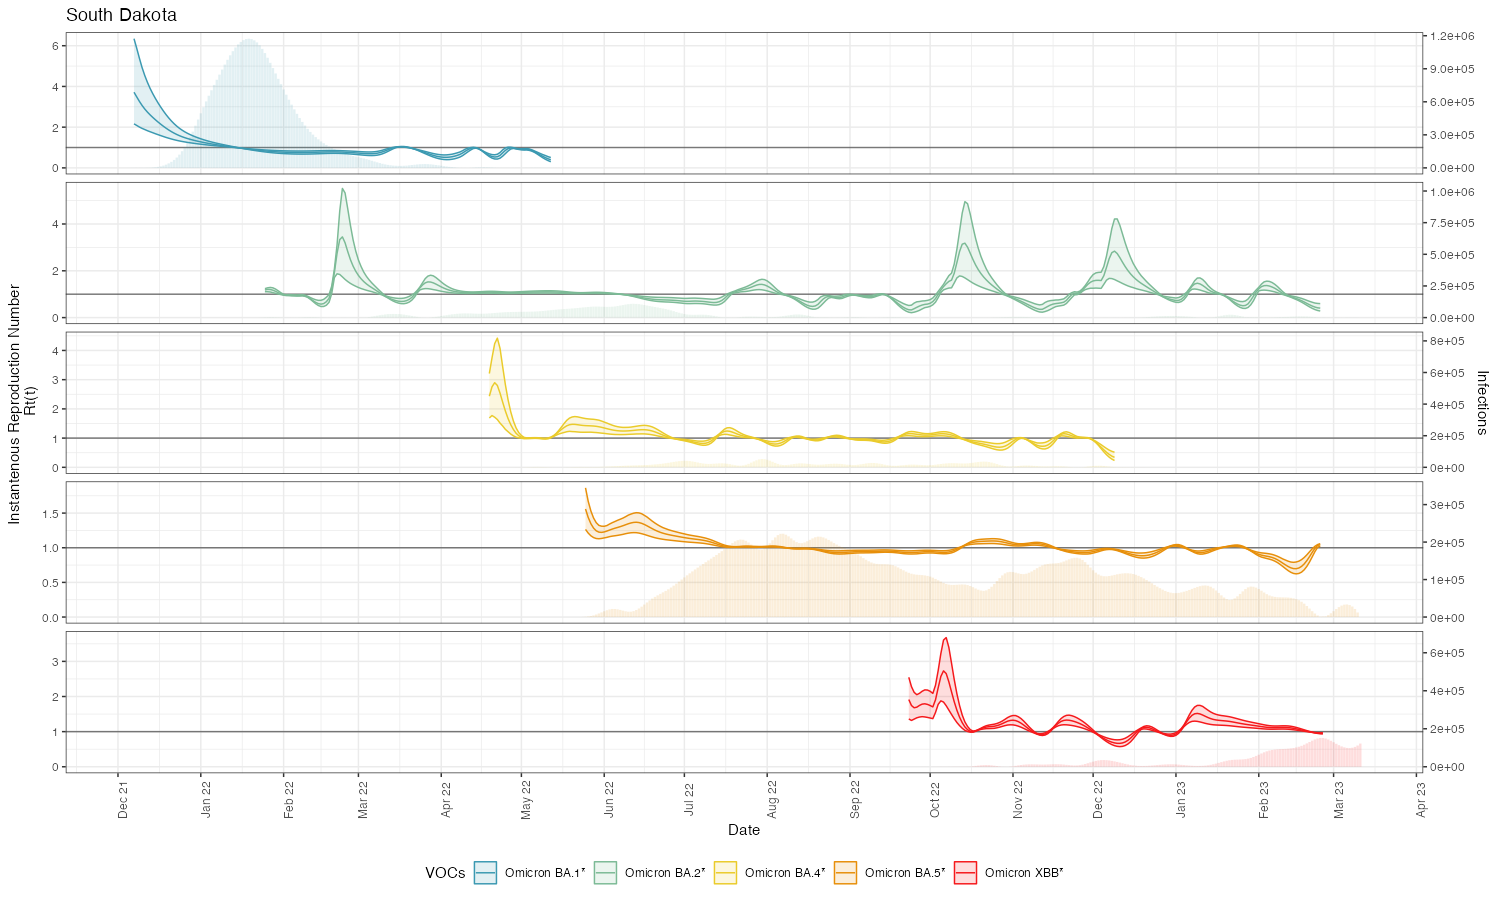 South Dakota
6
4
2
0
1.2e+06
9.0e+05
6.0e+05
3.0e+05
0.0e+00
4
2
0
1.0e+06
7.5e+05
5.0e+05
2.5e+05
0.0e+00
4
3
2
1
0
8e+05
6e+05
4e+05
2e+05
0e+00
1.5
1.0
0.5
0.0
3e+05
2e+05
1e+05
0e+00
3
2
1
0
6e+05
4e+05
2e+05
0e+00
Instantenous Reproduction Number
Rt(t)
Infections
Dec 21
Jan 22
Feb 22
Mar 22
Apr 22
May 22
Jun 22
Jul 22
Aug 22
Sep 22
Oct 22
Nov 22
Dec 22
Jan 23
Feb 23
Mar 23
Apr 23
Date
VOCs
Omicron BA.1*
Omicron BA.2*
Omicron BA.4*
Omicron BA.5*
Omicron XBB*